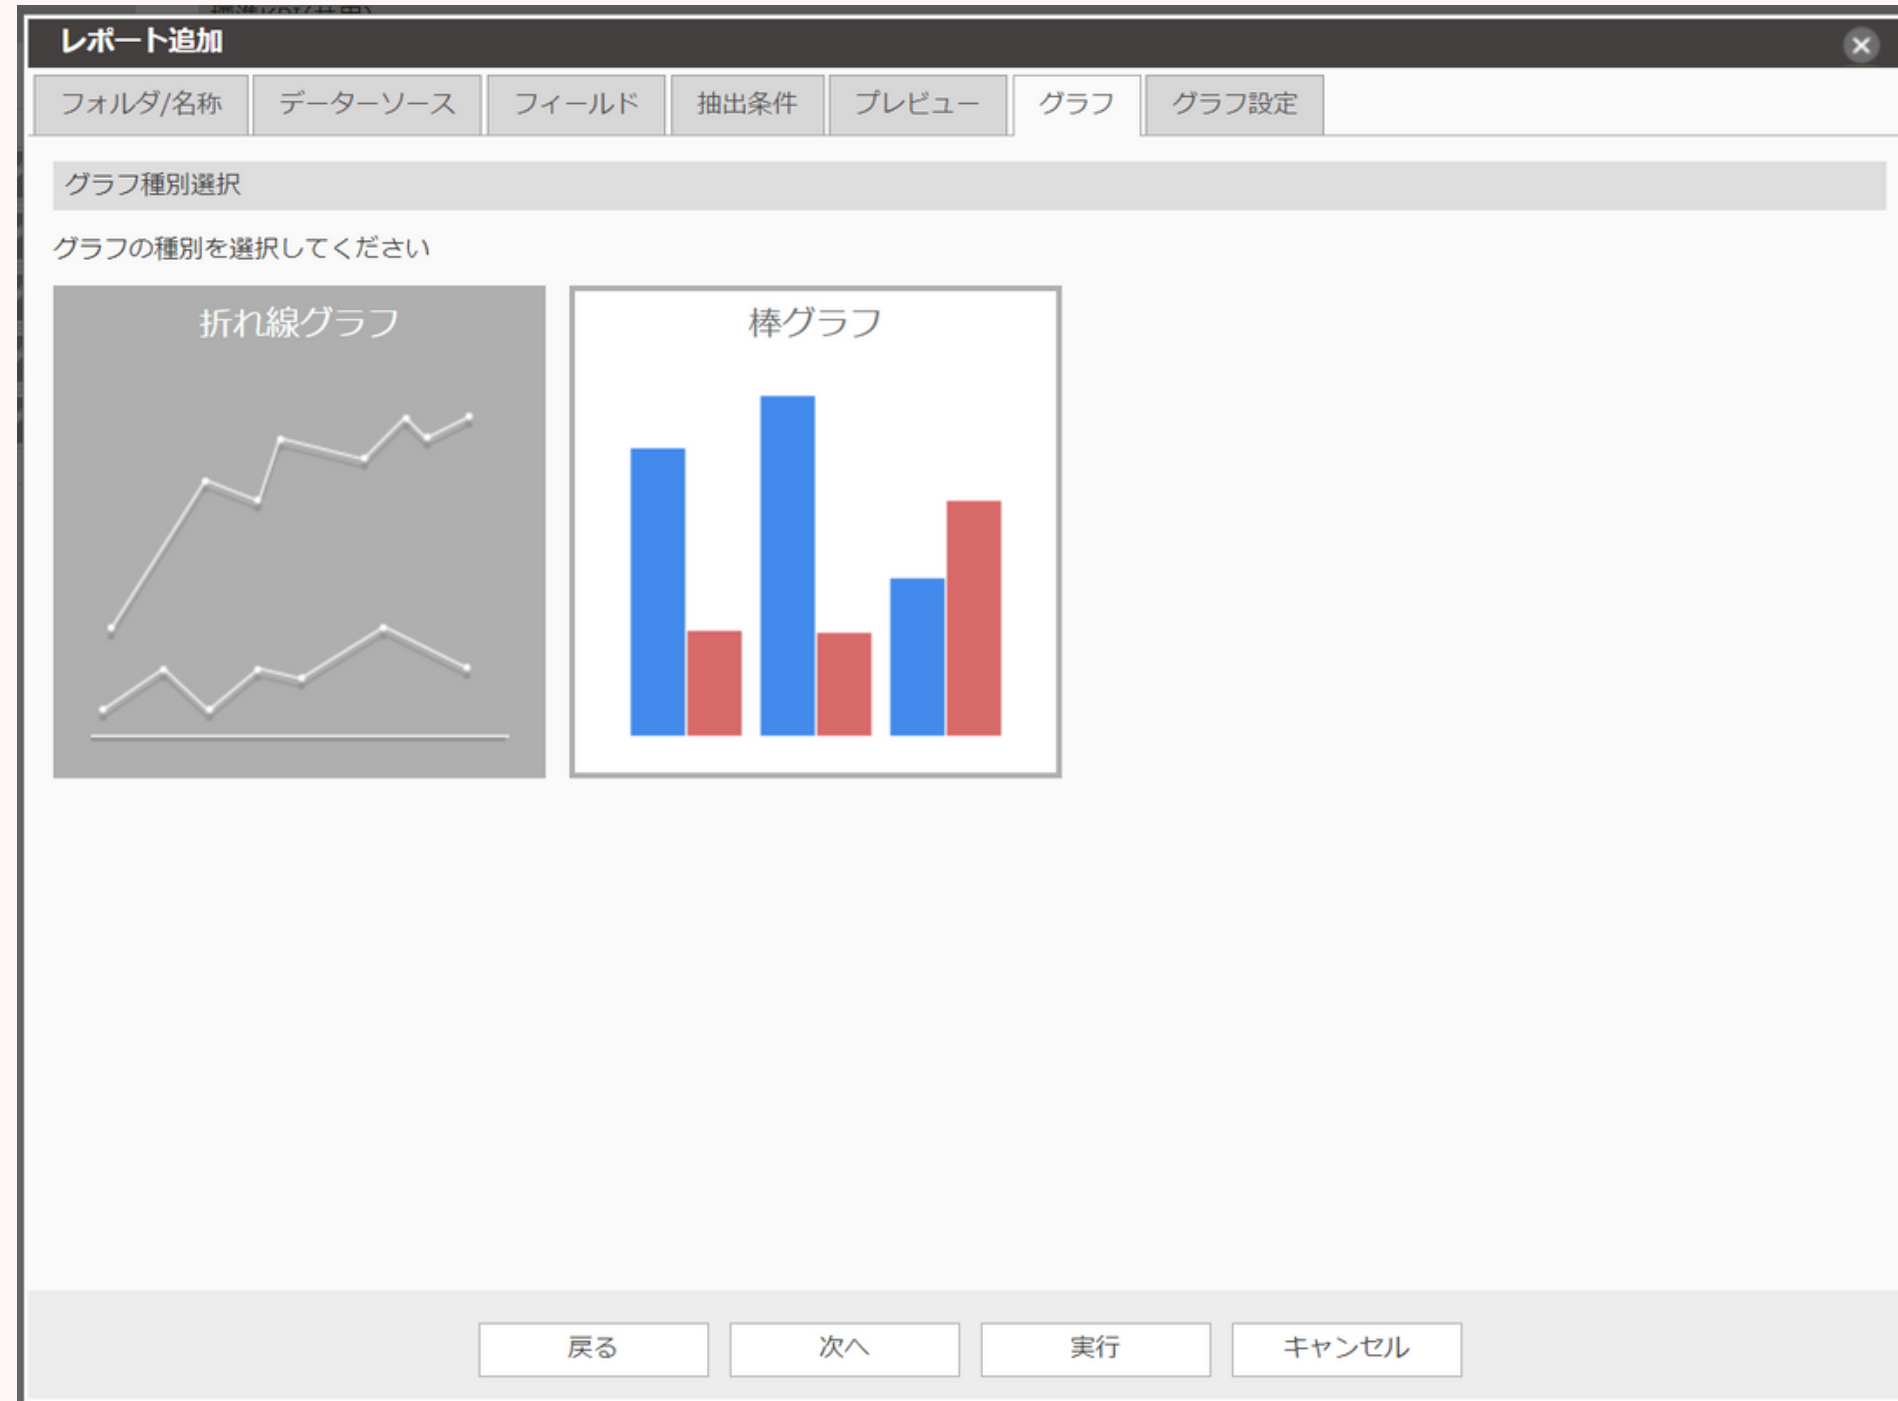 レポート追加
フォルダ/名称 データーソース フィールド 抽出条件 プレビュー グラフ グラフ設定
グラフ種別選択
グラフの種別を選択してください
折れ線グラフ 棒グラフ
戻る 次へ 実行 キャンセル